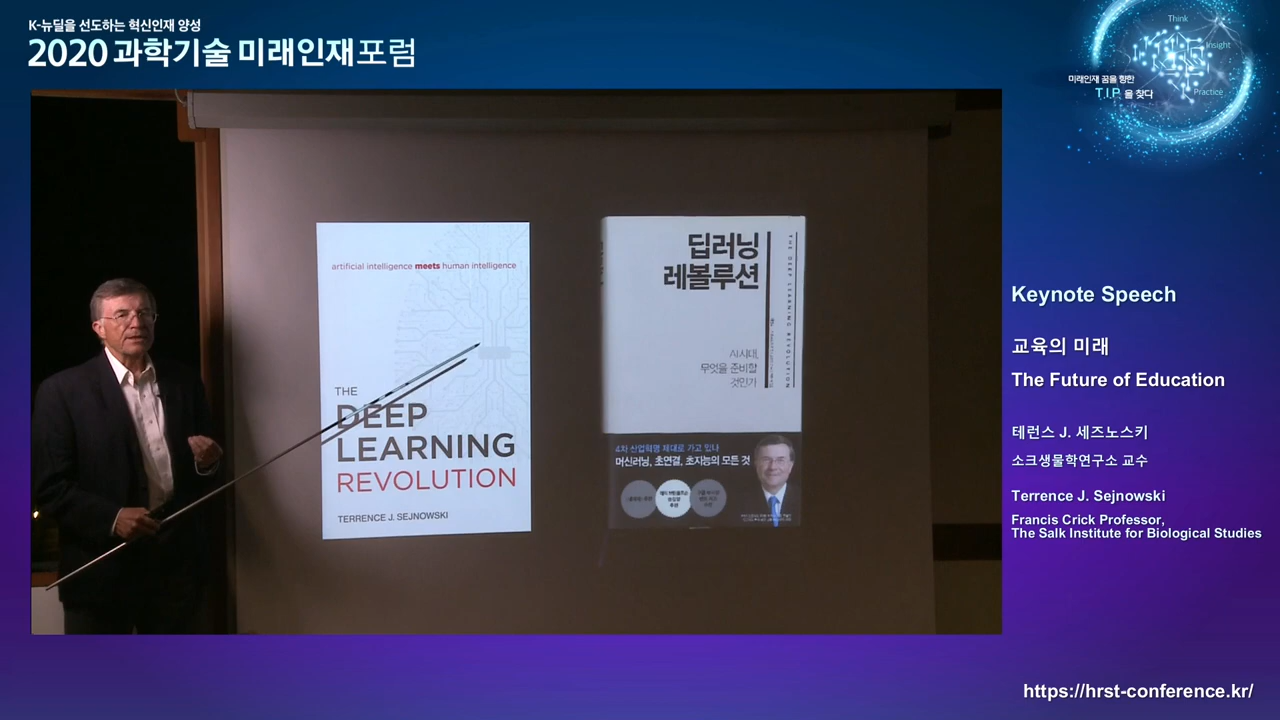 K-뉴딜을 선도하는 혁신인재 양성
2020 과학기술 미래인재포럼
Think
Insight
Practice
미래인재 꿈을 향한
T.I.P 을 찾다
artificial intelligence meets human intelligence
THE
DEEP
LEARNING
REVOLUTION
TERRENCE J. SEJNOWSKI
딥러닝
레볼루션
THE DEEP LEARNING REVOLUTION
AI 시대,
무엇을 준비할
것인가
4차 산업혁명 제대로 가고 있나
머신러닝, 초연결, 초지능의 모든 것
Keynote Speech
교육의 미래
The Future of Education
테런스 J. 세즈노스키
소크생물학연구소 교수
Terrence J. Sejnowski
Francis Crick Professor,
The Salk Institute for Biological Studies
https://hrst-conference.kr/